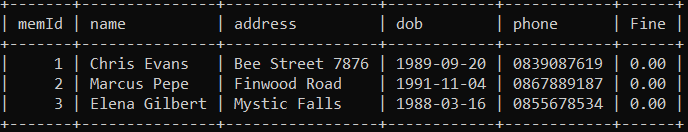 | memId | name | address | dob | phone | Fine |
| 1 | Chris Evans | Bee Street 7876 | 1989-09-20 | 0839087619 | 0.00 |
| 2 | Marcus Pepe | Finwood Road | 1991-11-04 | 0867889187 | 0.00 |
| 3 | Elena Gilbert | Mystic Falls | 1988-03-16 | 0855678534 | 0.00 |